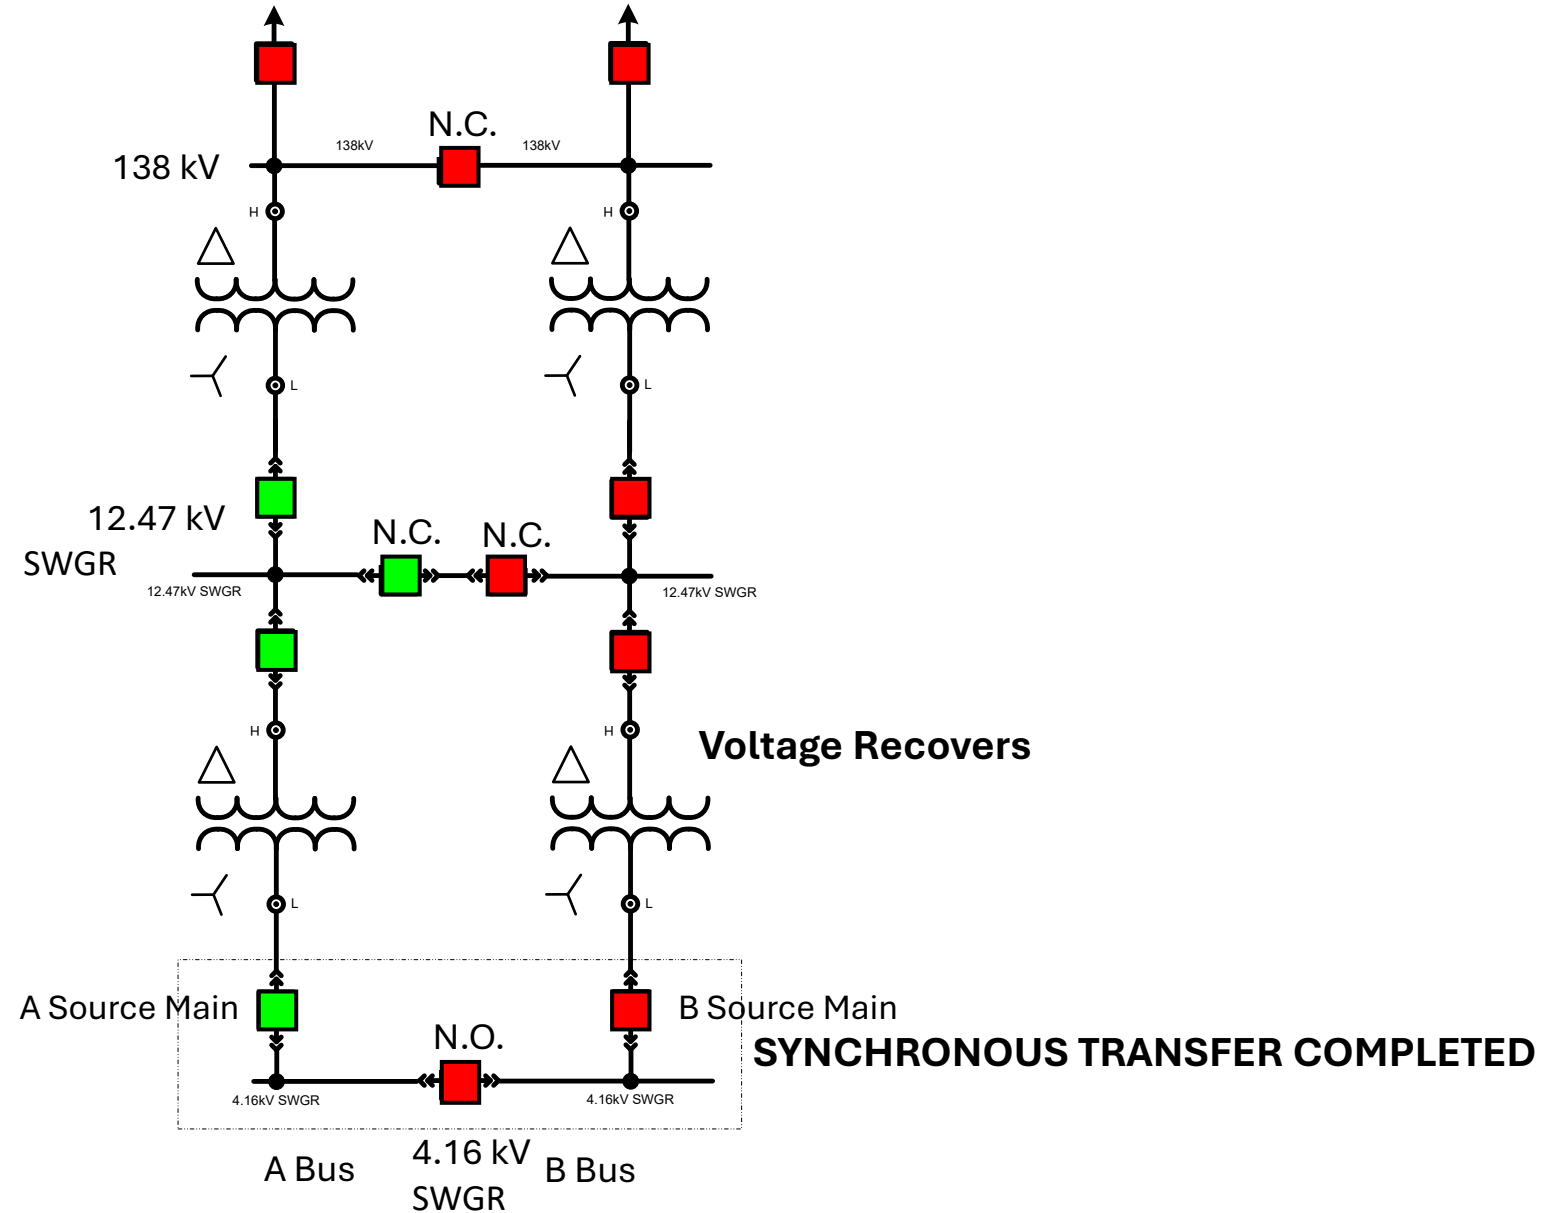 N.C.
138kV
138kV
138 kV
H
H
L
L
12.47 kV
SWGR
N.C.
N.C.
12.47kV SWGR
12.47kV SWGR
H
H
Voltage Recovers
L
L
A Source Main
B Source Main
N.O.
SYNCHRONOUS TRANSFER COMPLETED
4.16kV SWGR
4.16kV SWGR
A Bus
4.16 kV
SWGR
B Bus